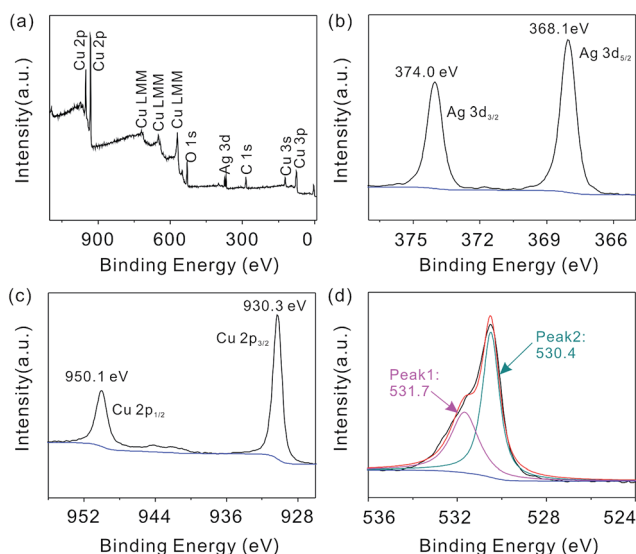 (a)
Cu 2p
Cu 2p
Cu LMM
Cu LMM
Cu LMM
O 1s
Ag 3d
C 1s
Cu 3s
Cu 3p
Intensity(a.u.)
900 600 300 0
Binding Energy (eV)
(b)
368.1eV
Ag 3d5/2
374.0 eV
Ag 3d3/2
Intensity(a.u.)
375 372 369 366
Binding Energy (eV)
(c)
930.3 eV
Cu 2p3/2
950.1 eV
Cu 2p1/2
Intensity(a.u.)
952 944 936 928
Binding Energy (eV)
(d)
Peak2:
530.4
Peak1:
531.7
Intensity(a.u.)
536 532 528 524
Binding Energy (eV)